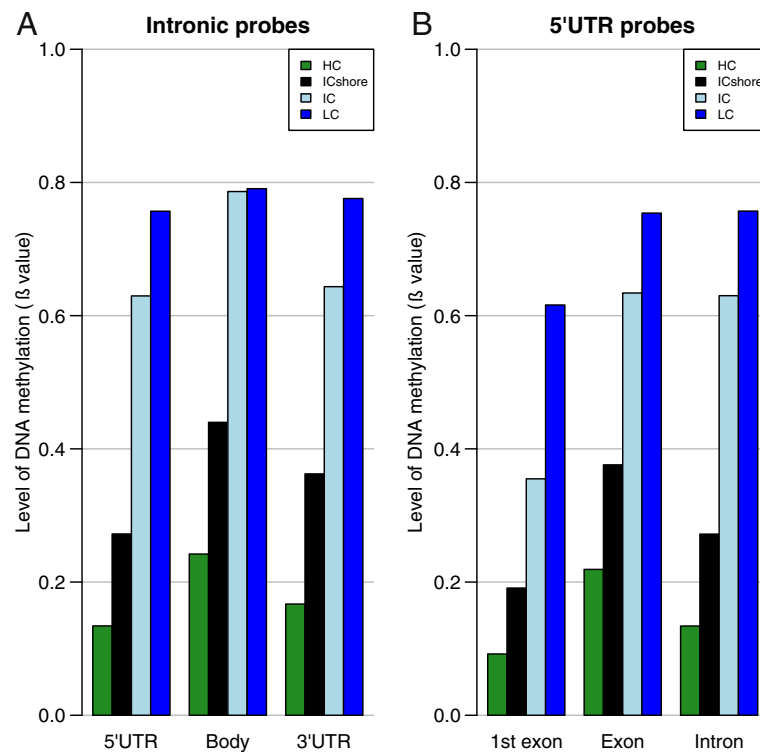 A
Intronic probes
HC
ICshore
IC
LC
Level of DNA methylation (ß value)
1.0
0.8
0.6
0.4
0.2
0.0
5'UTR Body 3'UTR
B
5'UTR probes
HC
ICshore
IC
LC
Level of DNA methylation (ß value)
1.0
0.8
0.6
0.4
0.2
0.0
1st exon Exon Intron